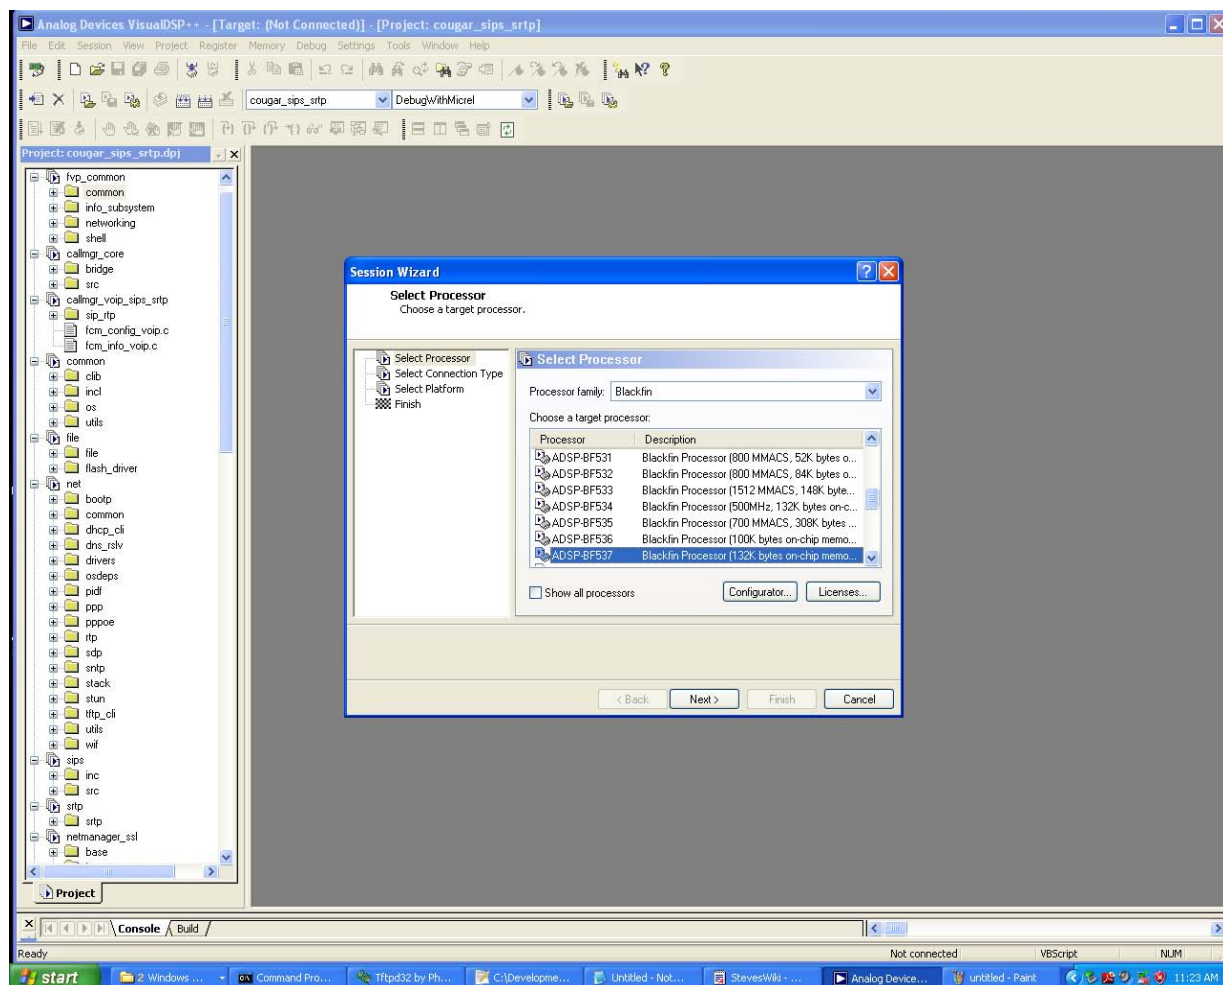 Analog Devices VisualDSP++ - [Target: (Not Connected)] - [Project: cougar_sips_srtp]
File Edit Session View Project Register Memory Debug Settings Tools Window Help
cougar_sips_srtp DebugWithMicrel
Project: cougar_sips_srtp.dpj
fvp_common
common
info_subsystem
networking
shell
callmgr_core
bridge
src
callmgr_voip_sips_srtp
sip_rtp
fcm_config_voip.c
fcm_info_voip.c
common
clib
incl
os
utils
file
file
flash_driver
net
bootp
common
dhcp_cli
dns_rslv
drivers
osdeps
pidf
ppp
pppoe
rtp
sdp
sntp
stack
stun
tftp_cli
utils
wif
sips
inc
src
srtp
srtp
netmanager_ssl
base
Project
Session Wizard
Select Processor
Choose a target processor.
Select Processor
Select Connection Type
Select Platform
Finish
Select Processor
Processor family: Blackfin
Choose a target processor:
Processor Description
ADSP-BF531 Blackfin Processor (800 MMACS, 52K bytes o...
ADSP-BF532 Blackfin Processor (800 MMACS, 84K bytes o...
ADSP-BF533 Blackfin Processor (1512 MMACS, 148K byte...
ADSP-BF534 Blackfin Processor (500MHz, 132K bytes on-c...
ADSP-BF535 Blackfin Processor (700 MMACS, 308K bytes ...
ADSP-BF536 Blackfin Processor (100K bytes on-chip memo...
ADSP-BF537 Blackfin Processor (132K bytes on-chip memo...
Show all processors Configurator... Licenses...
< Back Next > Finish Cancel
Console Build
Ready Not connected VBScript NUM
start 2 Windows ... Command Pro... Tftpd32 by Ph... C:\Developme... Untitled - Not... StevesWiki - ... Analog Device... untitled - Paint 11:23 AM